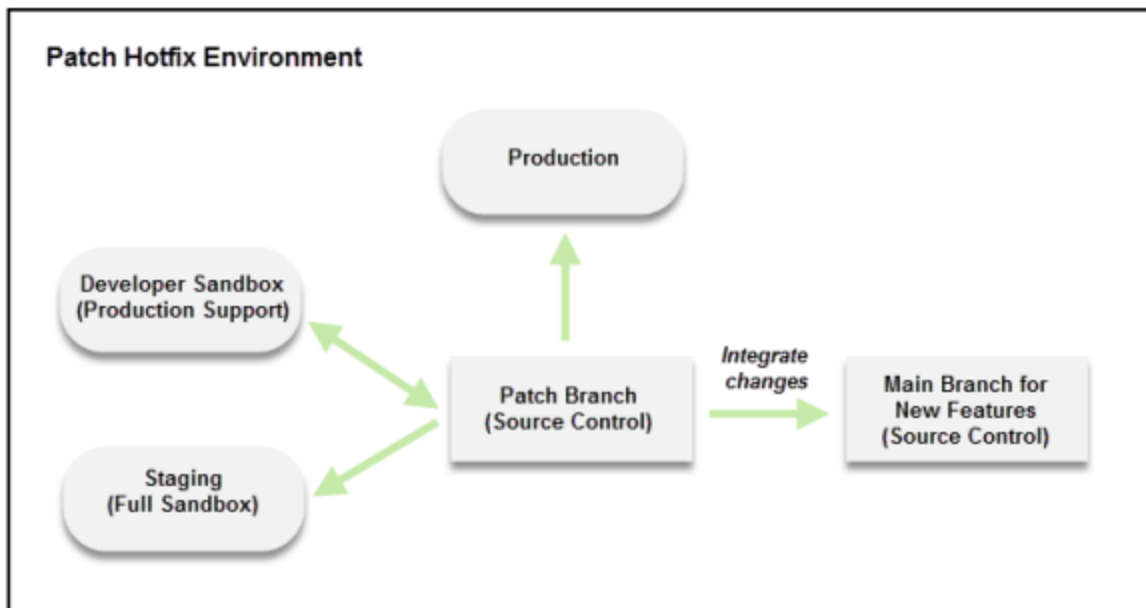 Patch Hotfix Environment
Production
Developer Sandbox
(Production Support)
Integrate
changes
Patch Branch
(Source Control)
Main Branch for
New Features
(Source Control)
Staging
(Full Sandbox)